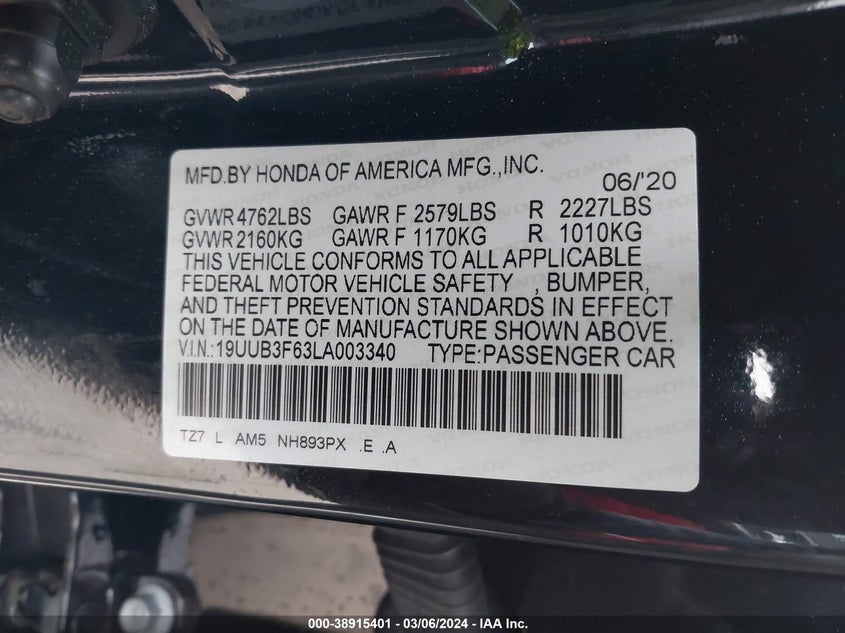 MFD.BY HONDA OF AMERICA MFG.,INC.
06/'20
GVWR 4762LBS GAWR F 2579LBS R 2227LBS
GVWR 2160KG GAWR F 1170KG R 1010KG
THIS VEHICLE CONFORMS TO ALL APPLICABLE
FEDERAL MOTOR VEHICLE SAFETY , BUMPER,
AND THEFT PREVENTION STANDARDS IN EFFECT
ON THE DATE OF MANUFACTURE SHOWN ABOVE.
V.I.N.:19UUB3F63LA003340 TYPE:PASSENGER CAR
TZ7 L AM5 NH893PX .E .A
000-38915401 - 03/06/2024 - IAA Inc.